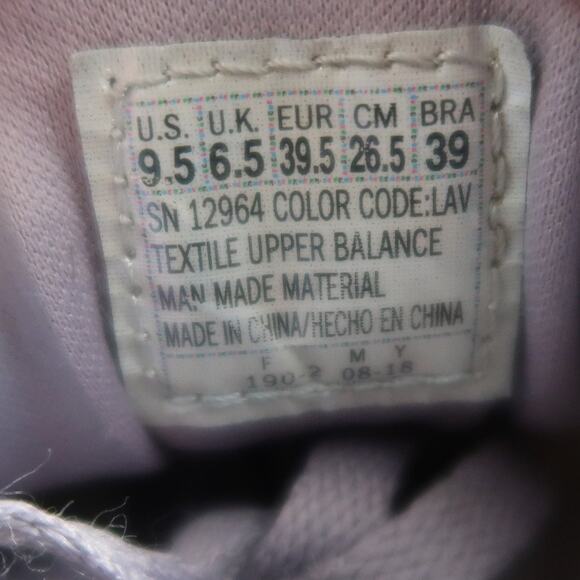 U.S. U.K. EUR CM BRA
9.5 6.5 39.5 26.5 39
SN 12964 COLOR CODE:LAV
TEXTILE UPPER BALANCE
MAN MADE MATERIAL
MADE IN CHINA/HECHO EN CHINA
F M Y
190-2 08-18